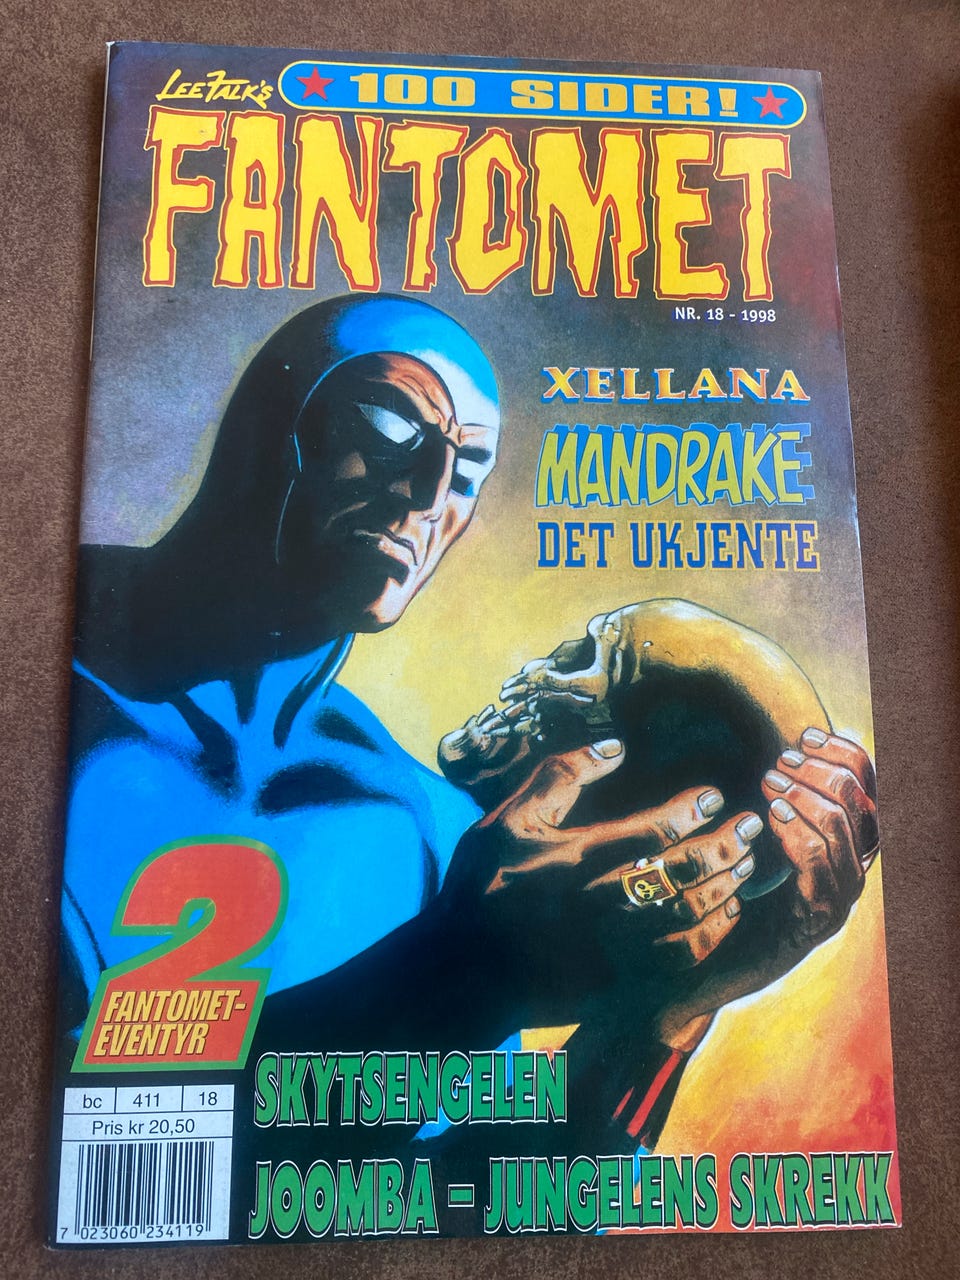 LEE FALK'S
100 SIDER!
FANTOMET
NR. 18 - 1998
XELLANA
MANDRAKE
DET UKJENTE
2
FANTOMET-
EVENTYR
SKYTSENGELEN
JOOMBA - JUNGELENS SKREKK
bc 411 18
Pris kr 20,50
7 023060 234119